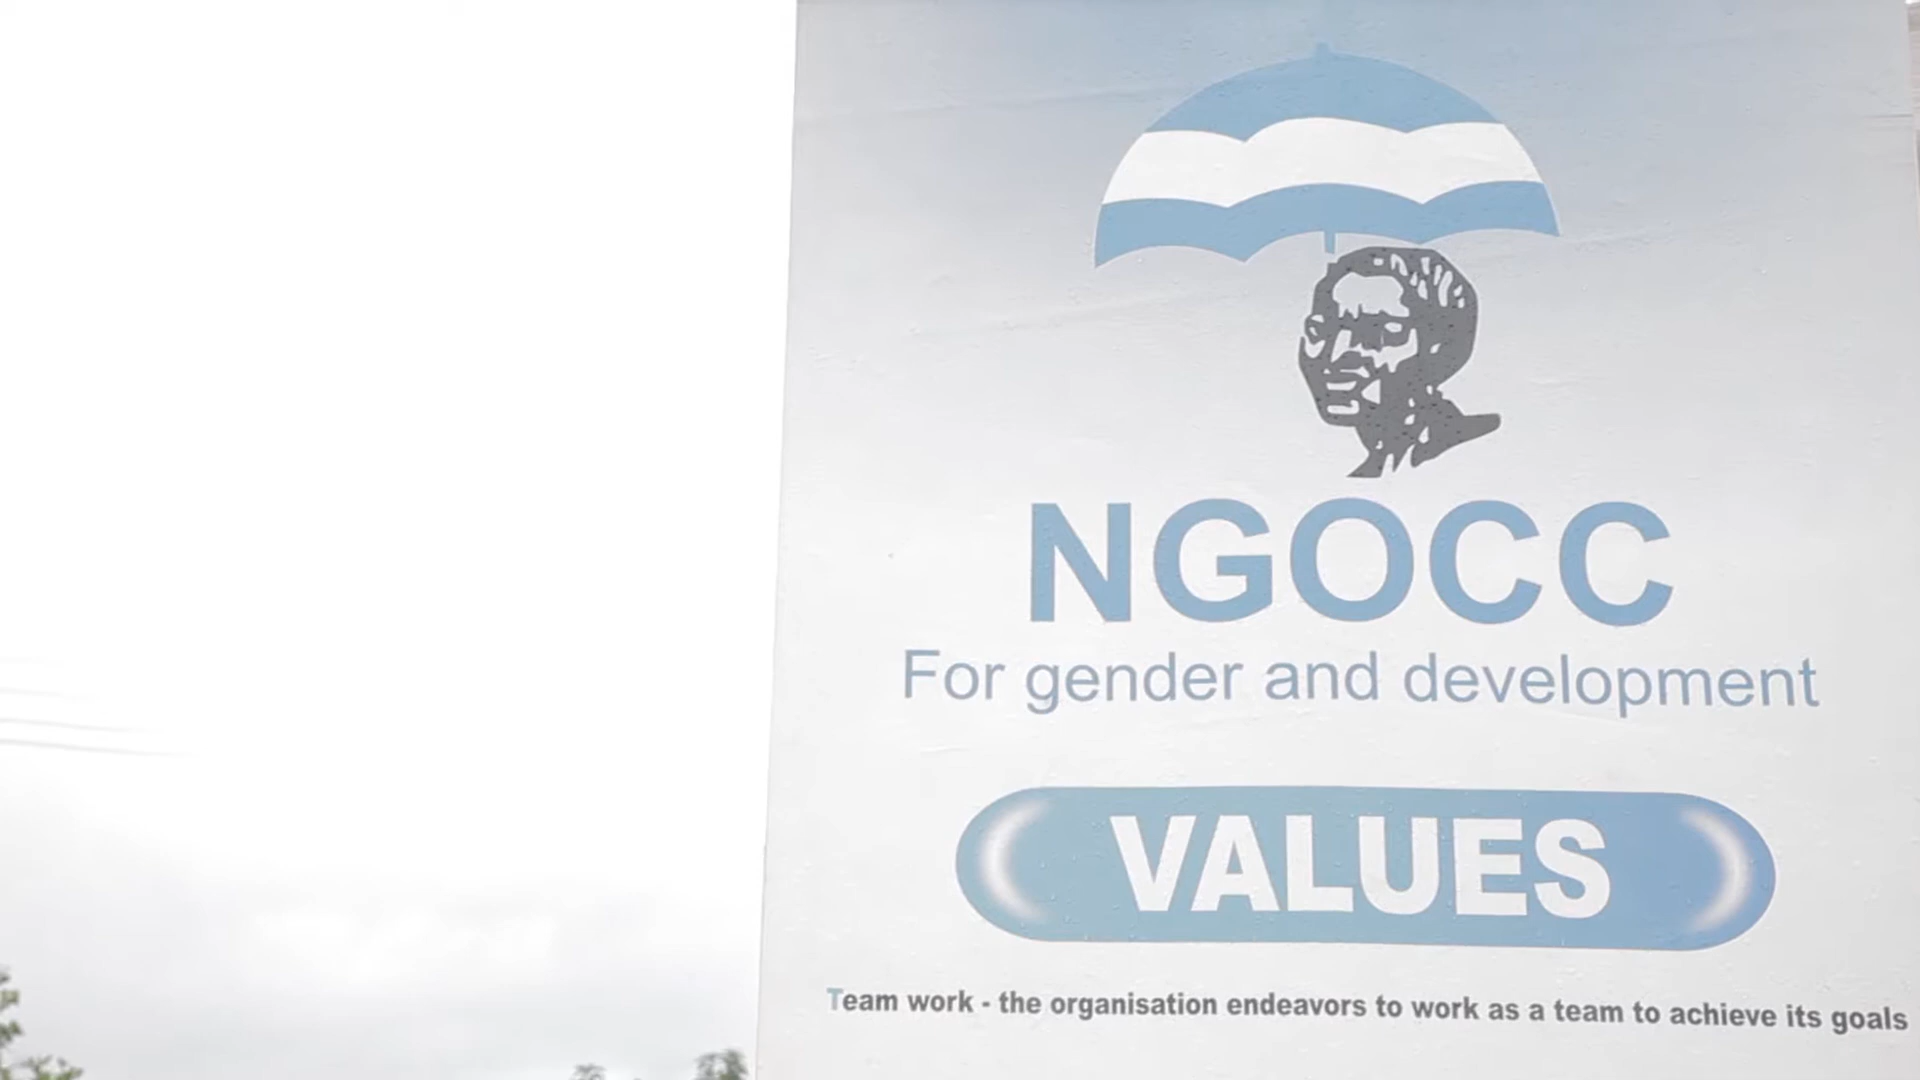 NGOCC
For gender and development
VALUES
Team work - the organisation endeavors to work as a team to achieve its goals